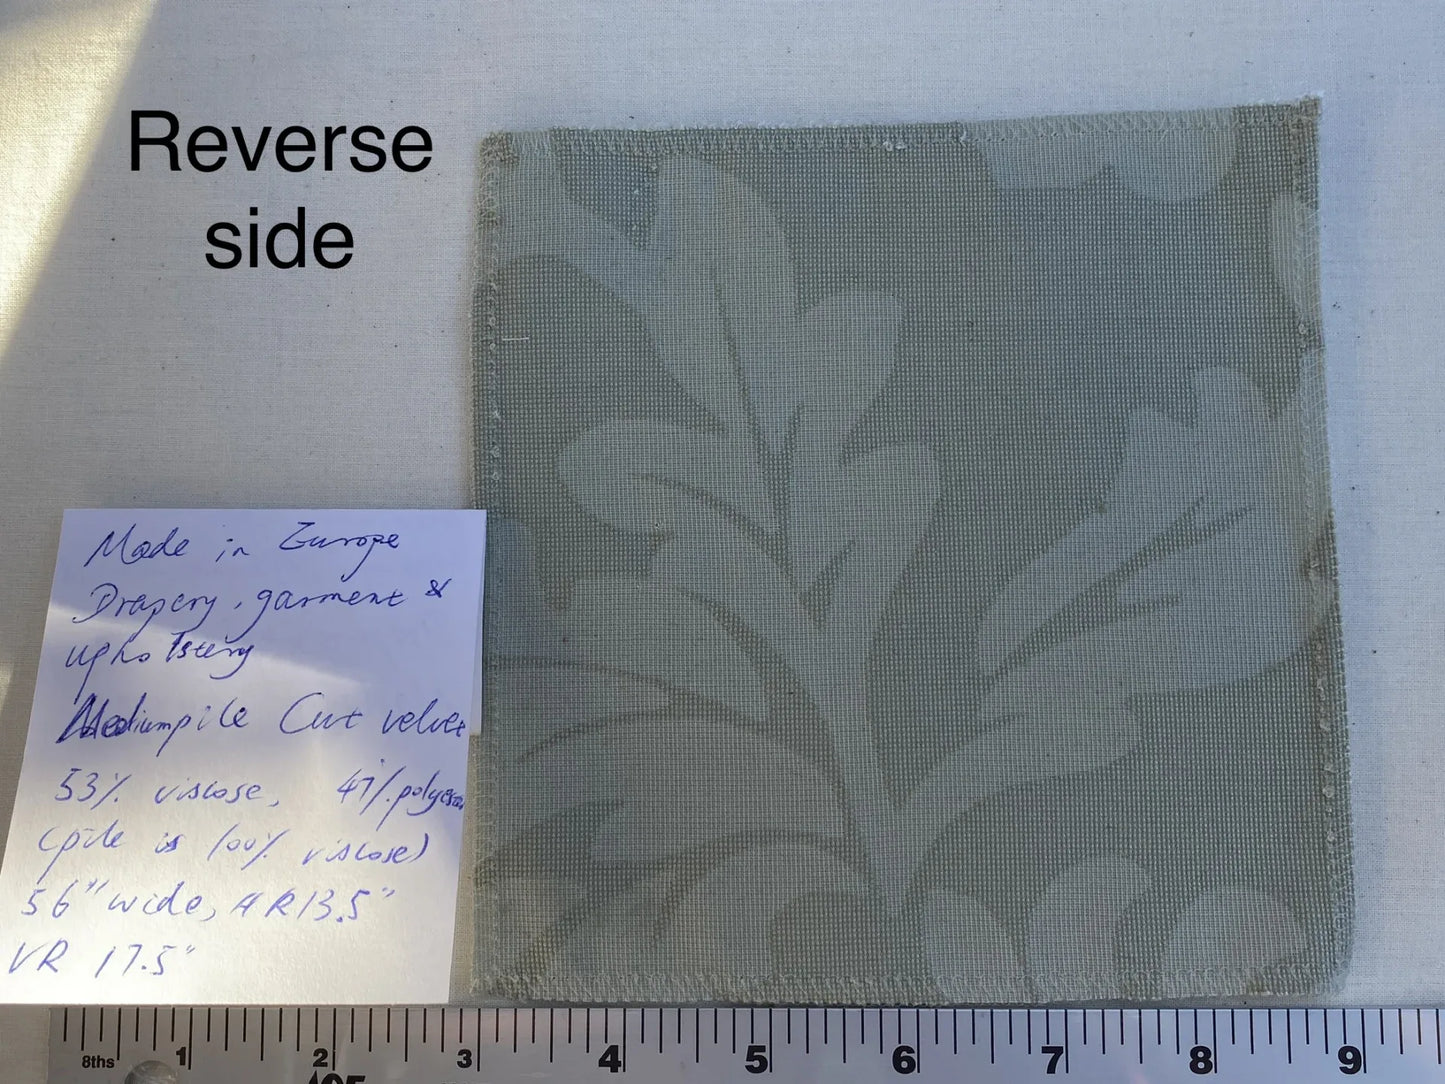 Reverse
side
Made in Europe
Drapery, garment &
upholstery
Mediumpile Cut velvet
53% viscose, 47% polyester
(pile is 100% viscose)
56" wide, HR 13.5"
VR 17.5"
8ths 1 2 3 4 5 6 7 8 9